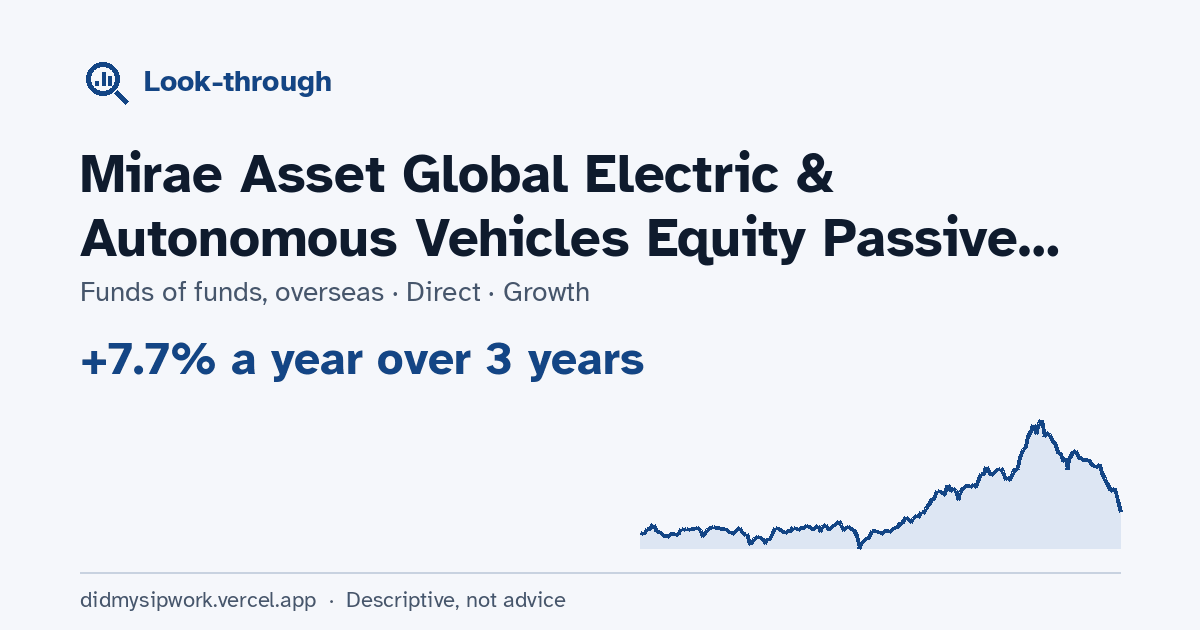 Look-through
Mirae Asset Global Electric &
Autonomous Vehicles Equity Passive...
Funds of funds, overseas · Direct · Growth
+7.7% a year over 3 years
didmysipwork.vercel.app · Descriptive, not advice